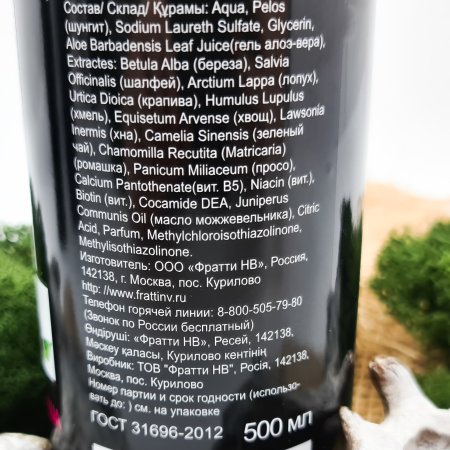 Состав/ Склад/ Құрамы: Aqua, Pelos
(шунгит), Sodium Laureth Sulfate, Glycerin,
Aloe Barbadensis Leaf Juice(гель алоэ-вера),
Extractes: Betula Alba (береза), Salvia
Officinalis (шалфей), Arctium Lappa (лопух),
Urtica Dioica (крапива), Humulus Lupulus
(хмель), Equisetum Arvense (хвощ), Lawsonia
Inermis (хна), Camelia Sinensis (зеленый
чай), Chamomilla Recutita (Matricaria)
(ромашка), Panicum Miliaceum (просо),
Calcium Pantothenate(вит. B5), Niacin (вит.),
Biotin (вит.), Cocamide DEA, Juniperus
Communis Oil (масло можжевельника), Citric
Acid, Parfum, Methylchloroisothiazolinone,
Methylisothiazolinone.
Изготовитель: ООО «Фратти НВ», Россия,
142138, г. Москва, пос. Курилово
http: //www.frattinv.ru
Телефон горячей линии: 8-800-505-79-80
(Звонок по России бесплатный)
Өндіруші: «Фратти НВ», Ресей, 142138,
Мәскеу қаласы, Курилово кентінің
Виробник: ТОВ "Фратти НВ", Росія, 142138.
Москва, пос. Курилово
Номер партии и срок годности (использо-
вать до: ) см. на упаковке
ГОСТ 31696-2012 500 МЛ